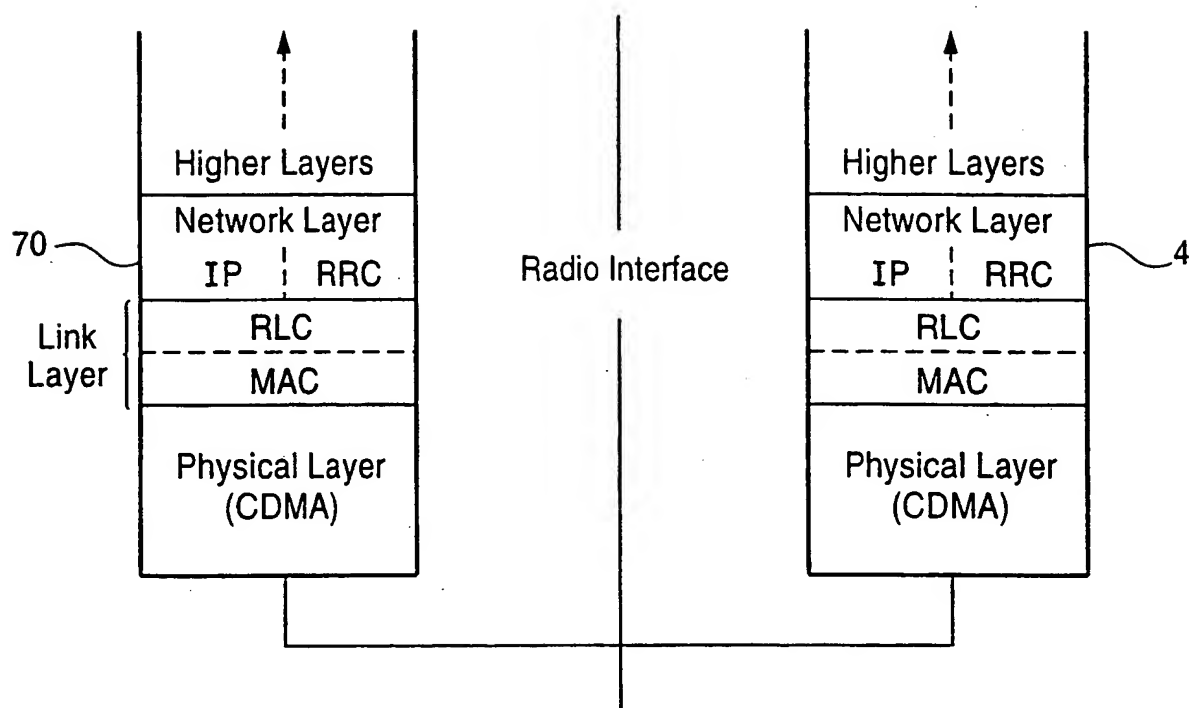 Higher Layers
Network Layer
70
IP RRC
Link
Layer
RLC
MAC
Physical Layer
(CDMA)
Radio Interface
Higher Layers
Network Layer
4
IP RRC
RLC
MAC
Physical Layer
(CDMA)